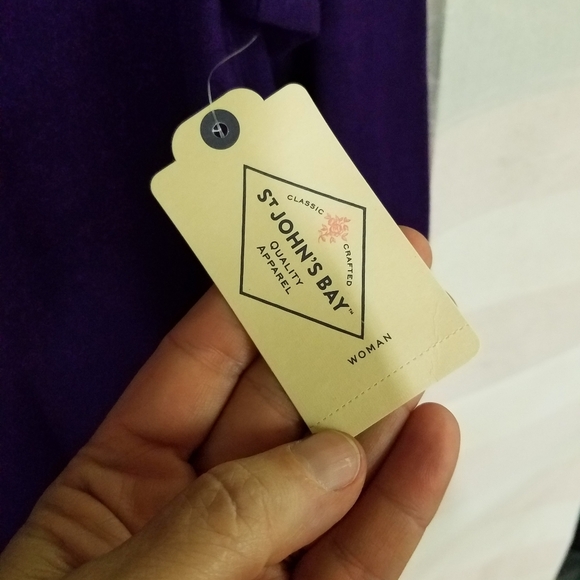 CLASSIC CRAFTED
ST JOHN'S BAY™
QUALITY
APPAREL
WOMAN